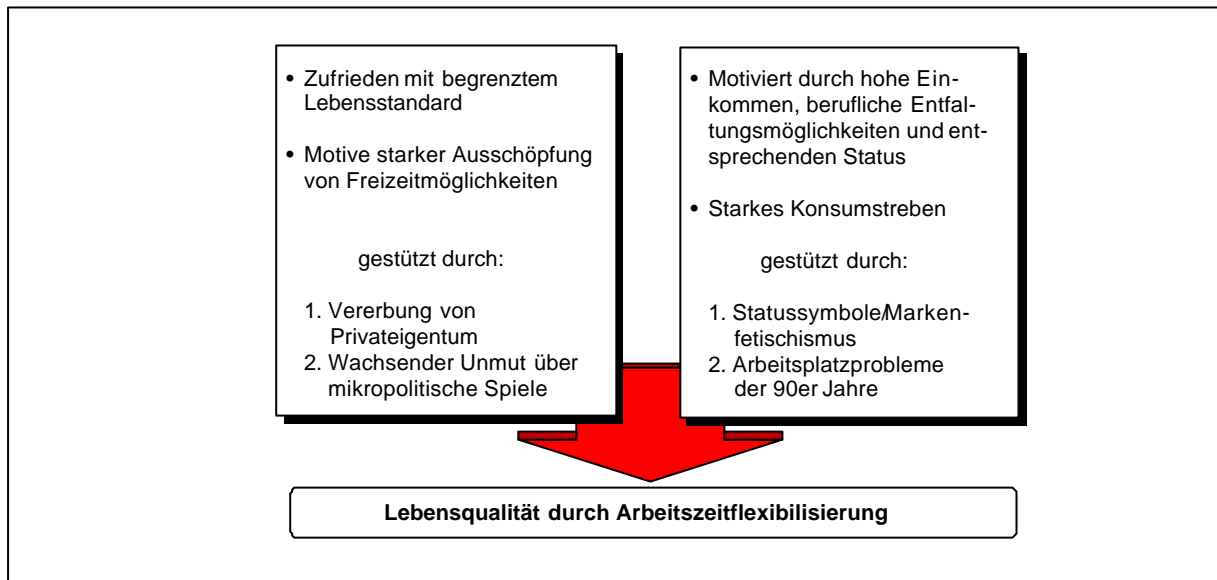 • Zufrieden mit begrenztem
Lebensstandard
• Motive starker Ausschöpfung
von Freizeitmöglichkeiten
gestützt durch:
1. Vererbung von
Privateigentum
2. Wachsender Unmut über
mikropolitische Spiele
• Motiviert durch hohe Ein-
kommen, berufliche Entfal-
tungsmöglichkeiten und ent-
sprechenden Status
• Starkes Konsumstreben
gestützt durch:
1. Statussymbole/Marken-
fetischismus
2. Arbeitsplatzprobleme
der 90er Jahre
Lebensqualität durch Arbeitszeitflexibilisierung